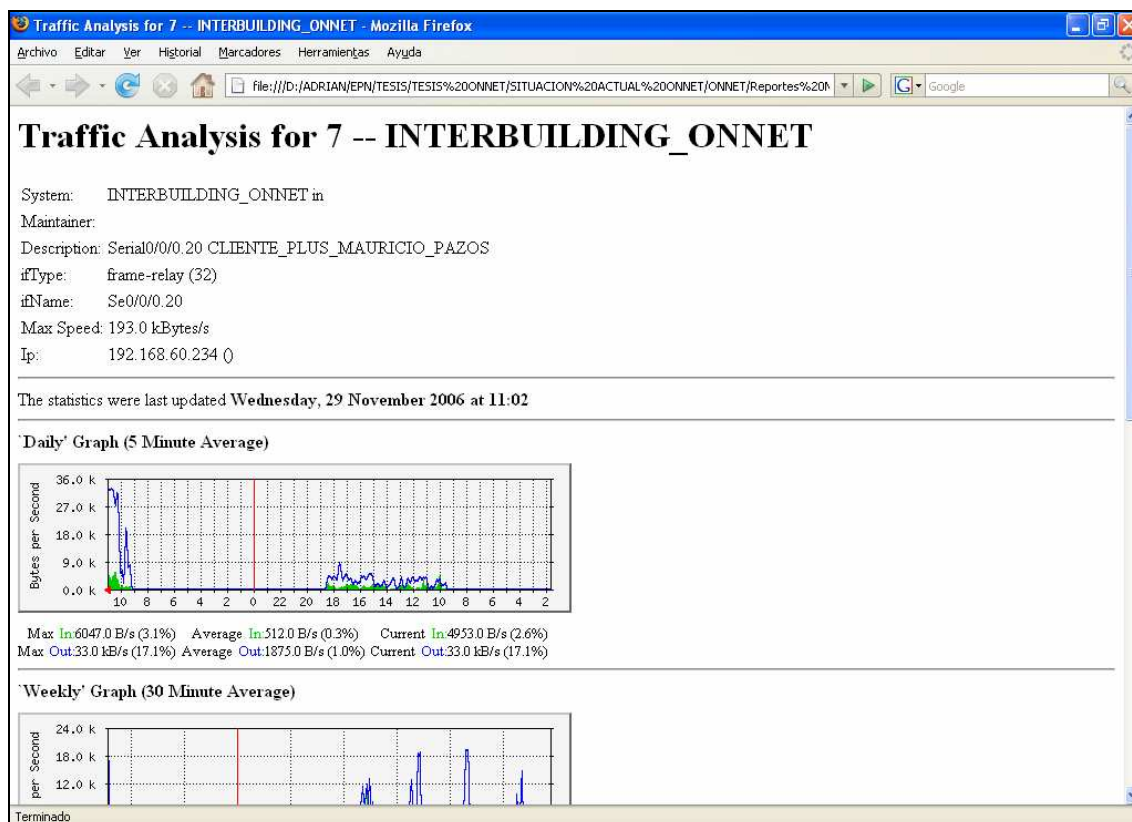 Traffic Analysis for 7 -- INTERBUILDING_ONNET - Mozilla Firefox
Archivo Editar Ver Historial Marcadores Herramientas Ayuda
file:///D:/ADRIAN/EPN/TESIS/TESIS%20ONNET/SITUACION%20ACTUAL%20ONNET/ONNET/Reportes%20N
G Google
Traffic Analysis for 7 -- INTERBUILDING_ONNET
System: INTERBUILDING_ONNET in
Maintainer:
Description: Serial0/0/0.20 CLIENTE_PLUS_MAURICIO_PAZOS
ifType: frame-relay (32)
ifName: Se0/0/0.20
Max Speed: 193.0 kBytes/s
Ip: 192.168.60.234 ()
The statistics were last updated Wednesday, 29 November 2006 at 11:02
`Daily' Graph (5 Minute Average)
Bytes per Second
36.0 k
27.0 k
18.0 k
9.0 k
0.0 k
10 8 6 4 2 0 22 20 18 16 14 12 10 8 6 4 2
Max In:6047.0 B/s (3.1%) Average In:512.0 B/s (0.3%) Current In:4953.0 B/s (2.6%)
Max Out:33.0 kB/s (17.1%) Average Out:1875.0 B/s (1.0%) Current Out:33.0 kB/s (17.1%)
`Weekly' Graph (30 Minute Average)
per Second
24.0 k
18.0 k
12.0 k
Terminado